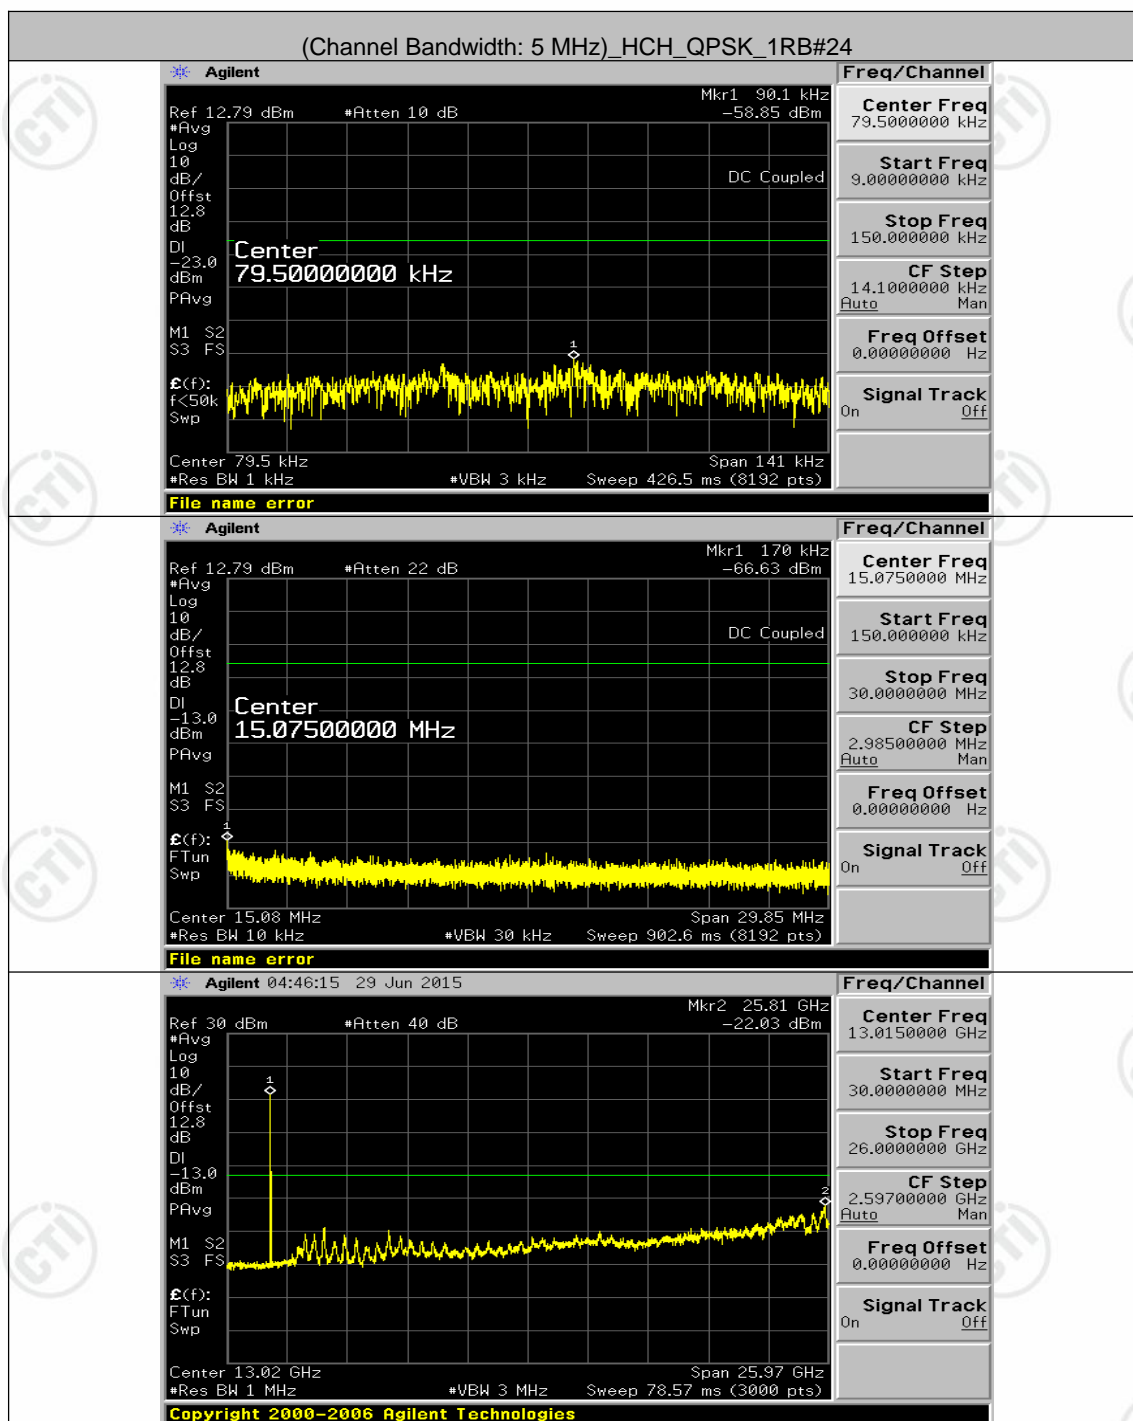 (Channel Bandwidth: 5 MHz)_HCH_QPSK_1RB#24
Agilent
Freq/Channel
Mkr1 90.1 kHz
Ref 12.79 dBm #Atten 10 dB -58.85 dBm
#Avg
Log
10
dB/
Offst
12.8
dB
DI
-23.0
dBm
PAvg
M1 S2
S3 FS
£(f):
f<50k
Swp
DC Coupled
Center
79.50000000 kHz
1
Center 79.5 kHz Span 141 kHz
#Res BW 1 kHz #VBW 3 kHz Sweep 426.5 ms (8192 pts)
File name error
Center Freq
79.5000000 kHz
Start Freq
9.00000000 kHz
Stop Freq
150.000000 kHz
CF Step
14.1000000 kHz
Auto Man
Freq Offset
0.00000000 Hz
Signal Track
On Off
Agilent
Freq/Channel
Mkr1 170 kHz
Ref 12.79 dBm #Atten 22 dB -66.63 dBm
#Avg
Log
10
dB/
Offst
12.8
dB
DI
-13.0
dBm
PAvg
M1 S2
S3 FS
£(f):
FTun
Swp
DC Coupled
Center
15.07500000 MHz
1
Center 15.08 MHz Span 29.85 MHz
#Res BW 10 kHz #VBW 30 kHz Sweep 902.6 ms (8192 pts)
File name error
Center Freq
15.0750000 MHz
Start Freq
150.000000 kHz
Stop Freq
30.0000000 MHz
CF Step
2.98500000 MHz
Auto Man
Freq Offset
0.00000000 Hz
Signal Track
On Off
Agilent 04:46:15 29 Jun 2015
Freq/Channel
Mkr2 25.81 GHz
Ref 30 dBm #Atten 40 dB -22.03 dBm
#Avg
Log
10
dB/
Offst
12.8
dB
DI
-13.0
dBm
PAvg
M1 S2
S3 FS
£(f):
FTun
Swp
1
2
Center 13.02 GHz Span 25.97 GHz
#Res BW 1 MHz #VBW 3 MHz Sweep 78.57 ms (3000 pts)
Copyright 2000-2006 Agilent Technologies
Center Freq
13.0150000 GHz
Start Freq
30.0000000 MHz
Stop Freq
26.0000000 GHz
CF Step
2.59700000 GHz
Auto Man
Freq Offset
0.00000000 Hz
Signal Track
On Off
CTI
CTI
CTI
CTI